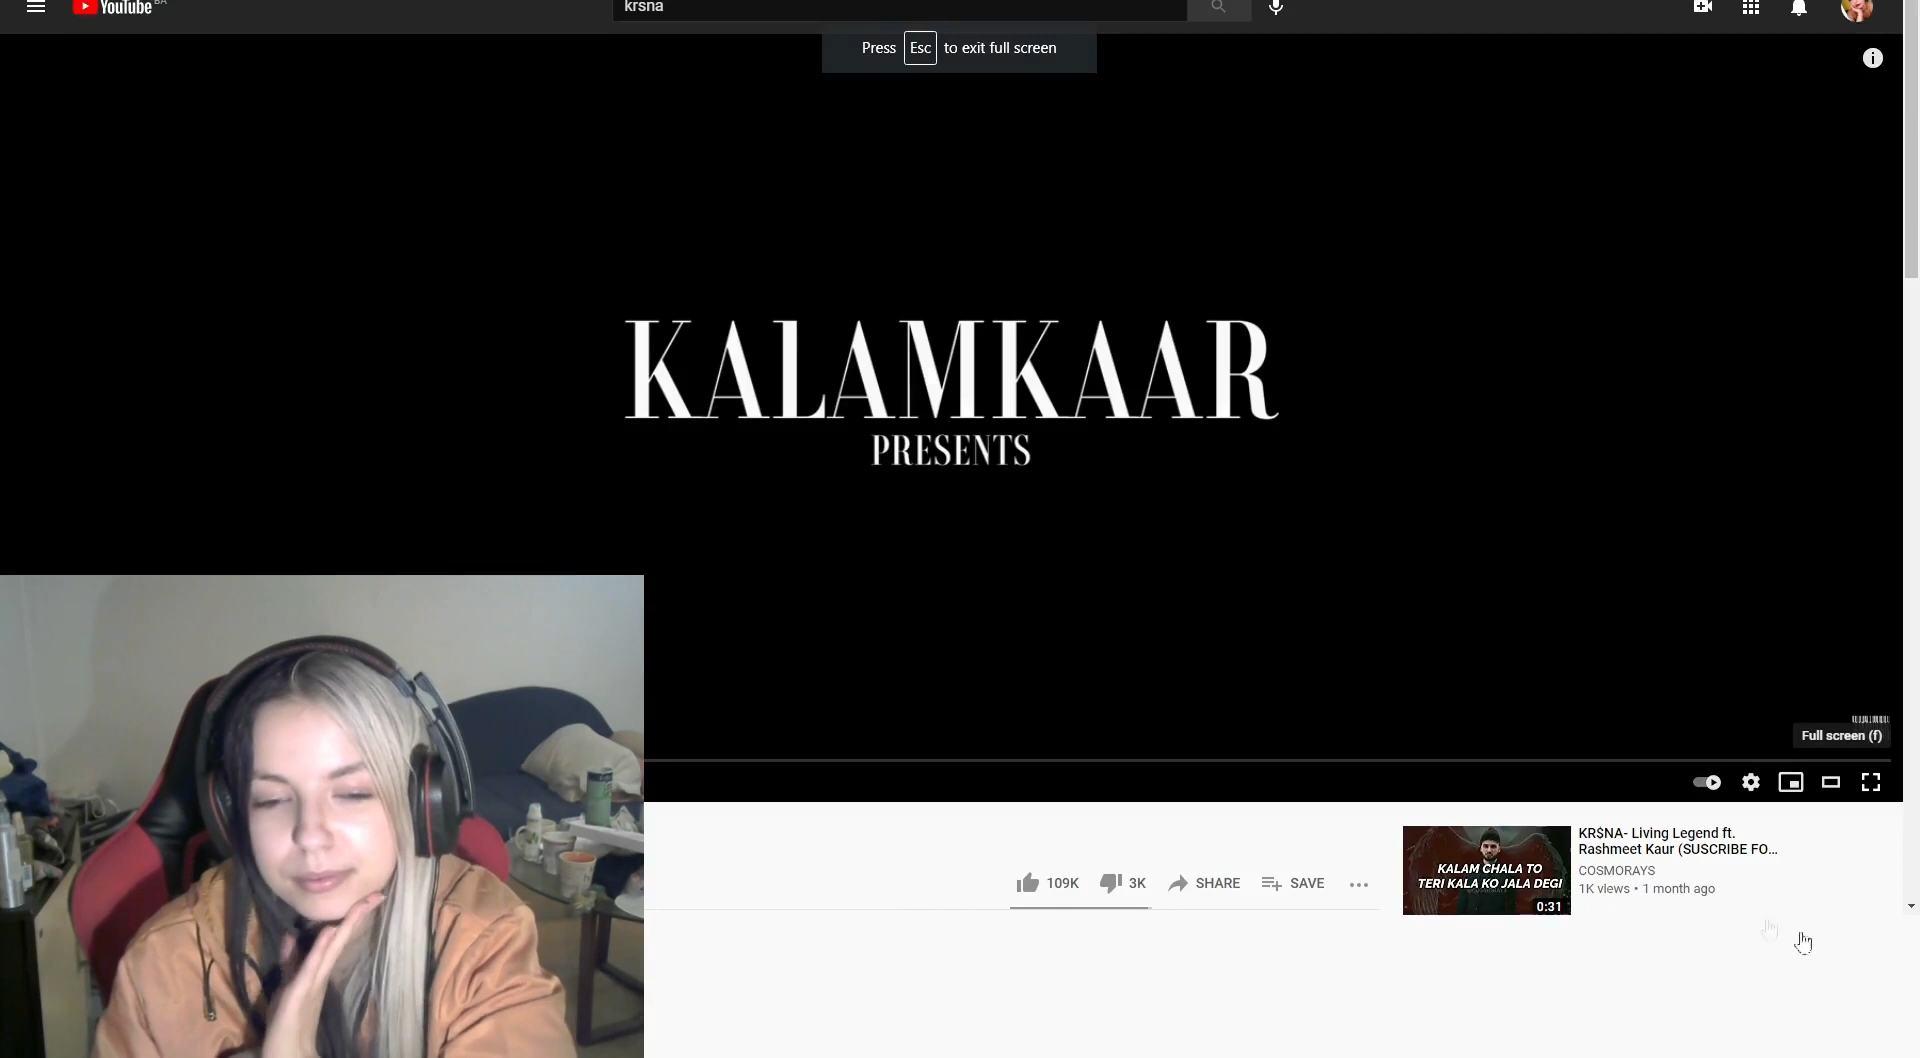 YouTube BA
krsna
Press Esc to exit full screen
KALAMKAAR
PRESENTS
Full screen (f)
109K 3K SHARE SAVE
KALAM CHALA TO
TERI KALA KO JALA DEGI
0:31
KR$NA- Living Legend ft.
Rashmeet Kaur (SUSCRIBE FO...
COSMORAYS
1K views • 1 month ago